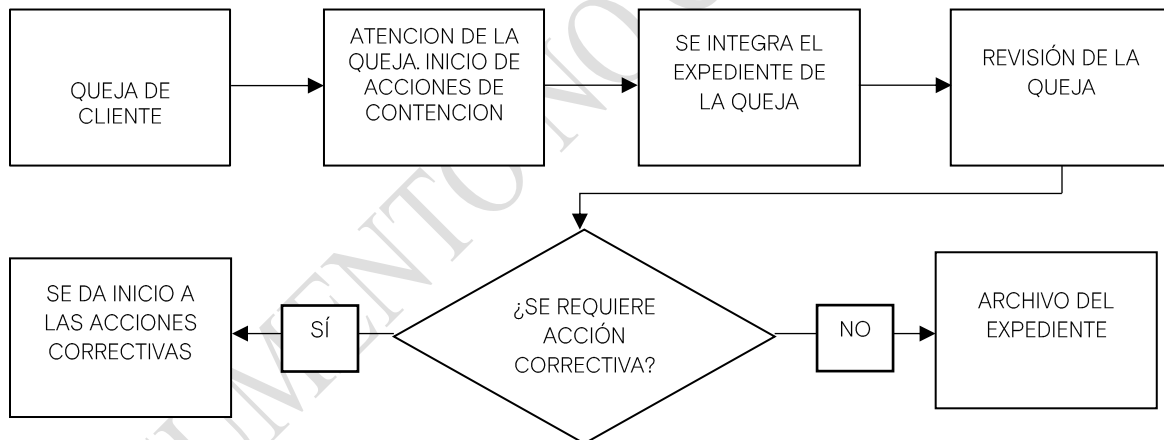 QUEJA DE
CLIENTE
ATENCION DE LA
QUEJA. INICIO DE
ACCIONES DE
CONTENCION
SE INTEGRA EL
EXPEDIENTE DE
LA QUEJA
REVISIÓN DE LA
QUEJA
SE DA INICIO A
LAS ACCIONES
CORRECTIVAS
SÍ
¿SE REQUIERE
ACCIÓN
CORRECTIVA?
NO
ARCHIVO DEL
EXPEDIENTE